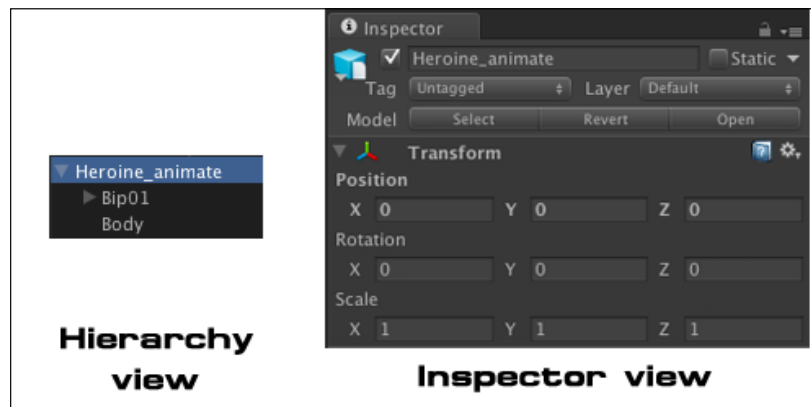 Heroine_animate
Bip01
Body
Hierarchy
view
Inspector
Heroine_animate Static
Tag Untagged Layer Default
Model Select Revert Open
Transform
Position
X 0 Y 0 Z 0
Rotation
X 0 Y 0 Z 0
Scale
X 1 Y 1 Z 1
Inspector view